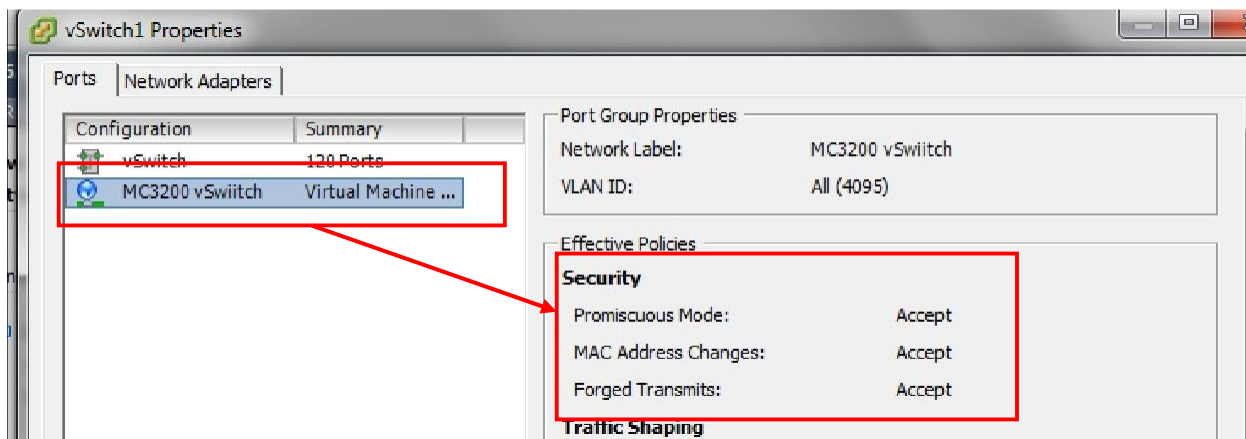 vSwitch1 Properties
Ports Network Adapters
Configuration Summary
vSwitch 120 Ports
MC3200 vSwiitch Virtual Machine ...
Port Group Properties
Network Label: MC3200 vSwiitch
VLAN ID: All (4095)
Effective Policies
Security
Promiscuous Mode: Accept
MAC Address Changes: Accept
Forged Transmits: Accept
Traffic Shaping